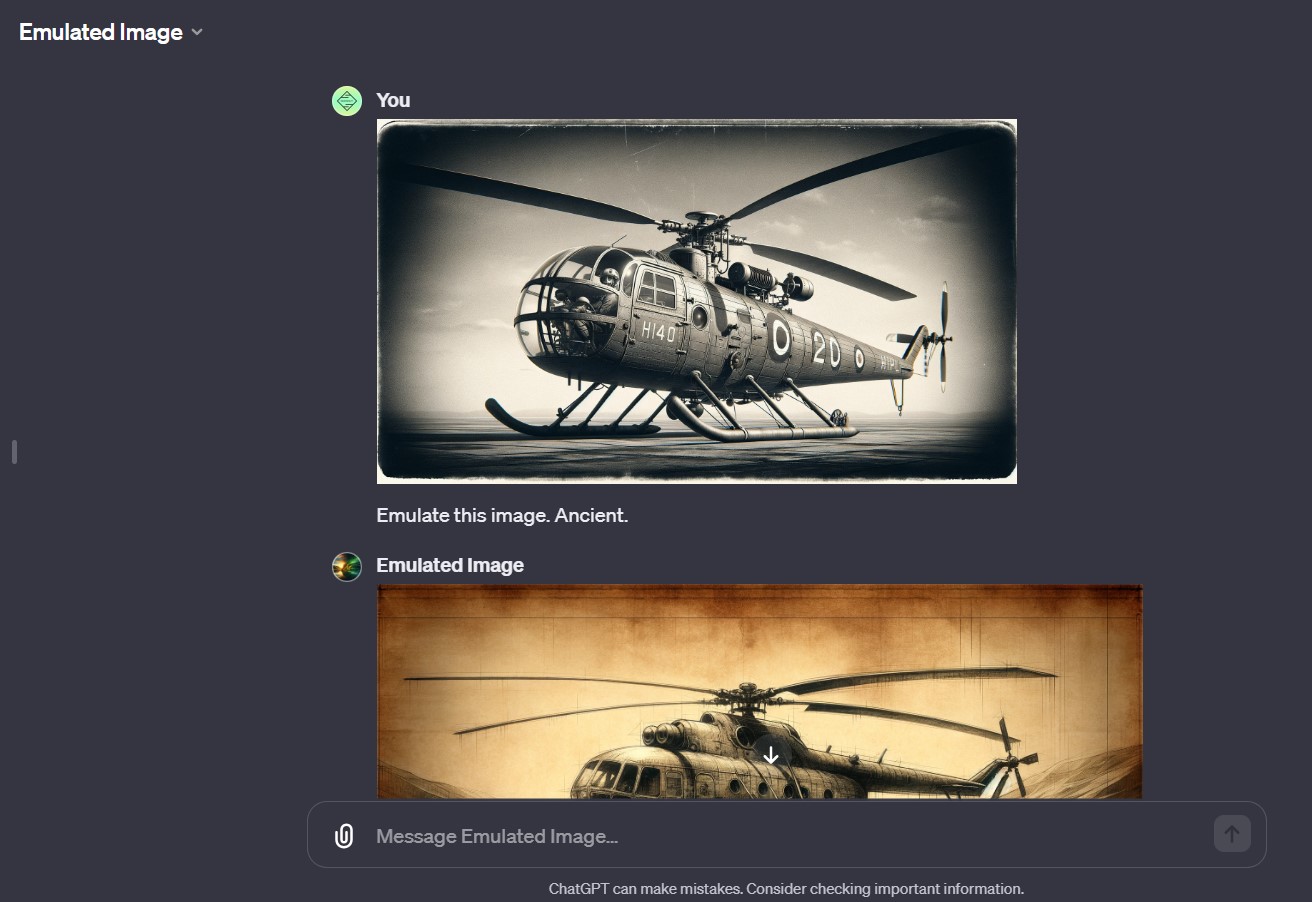 Emulated Image
You
H140
2D
Emulate this image. Ancient.
Emulated Image
Message Emulated Image...
ChatGPT can make mistakes. Consider checking important information.